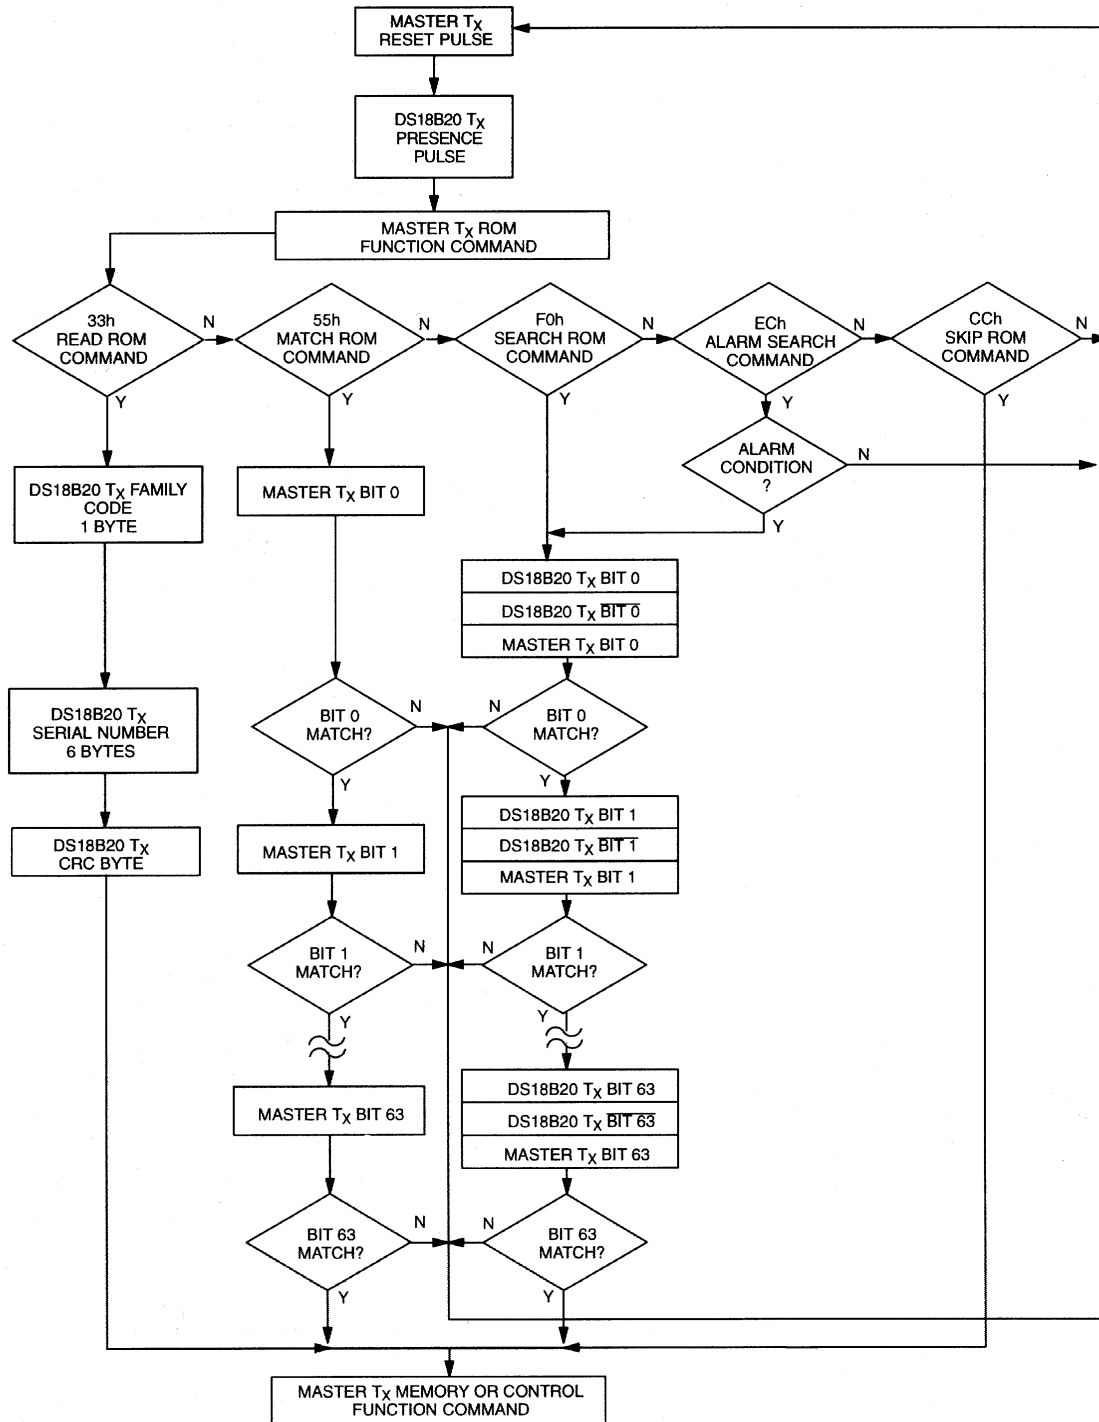 MASTER TX
RESET PULSE
DS18B20 TX
PRESENCE
PULSE
MASTER TX ROM
FUNCTION COMMAND
33h
READ ROM
COMMAND
N
Y
55h
MATCH ROM
COMMAND
N
Y
F0h
SEARCH ROM
COMMAND
N
Y
ECh
ALARM SEARCH
COMMAND
N
Y
CCh
SKIP ROM
COMMAND
N
Y
ALARM
CONDITION
?
N
Y
DS18B20 TX FAMILY
CODE
1 BYTE
MASTER TX BIT 0
DS18B20 TX BIT 0
DS18B20 TX B̅I̅T̅ ̅0̅
MASTER TX BIT 0
DS18B20 TX
SERIAL NUMBER
6 BYTES
BIT 0
MATCH?
N
Y
BIT 0
MATCH?
N
Y
DS18B20 TX
CRC BYTE
MASTER TX BIT 1
DS18B20 TX BIT 1
DS18B20 TX B̅I̅T̅ ̅1̅
MASTER TX BIT 1
BIT 1
MATCH?
N
Y
BIT 1
MATCH?
N
Y
MASTER TX BIT 63
DS18B20 TX BIT 63
DS18B20 TX B̅I̅T̅ ̅6̅3̅
MASTER TX BIT 63
BIT 63
MATCH?
N
Y
BIT 63
MATCH?
N
Y
MASTER TX MEMORY OR CONTROL
FUNCTION COMMAND